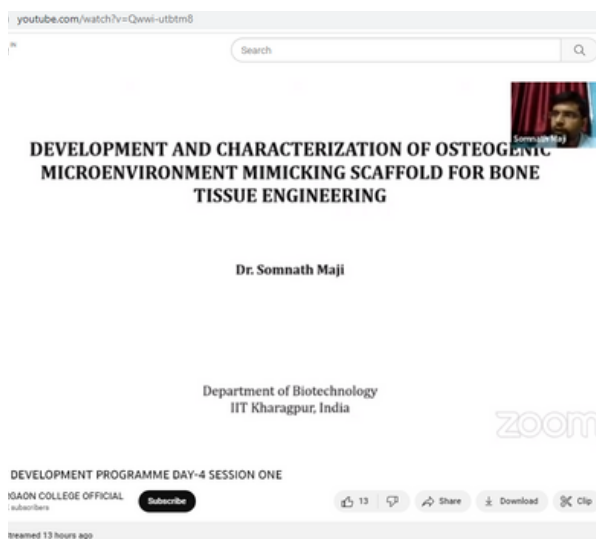 youtube.com/watch?v=Qwwi-utbtm8
IN
Search
Somnath Maji
DEVELOPMENT AND CHARACTERIZATION OF OSTEOGENIC
MICROENVIRONMENT MIMICKING SCAFFOLD FOR BONE
TISSUE ENGINEERING
Dr. Somnath Maji
Department of Biotechnology
IIT Kharagpur, India
zoom
DEVELOPMENT PROGRAMME DAY-4 SESSION ONE
GAON COLLEGE OFFICIAL
subscribers
Subscribe
13
Share
Download
Clip
treamed 13 hours ago